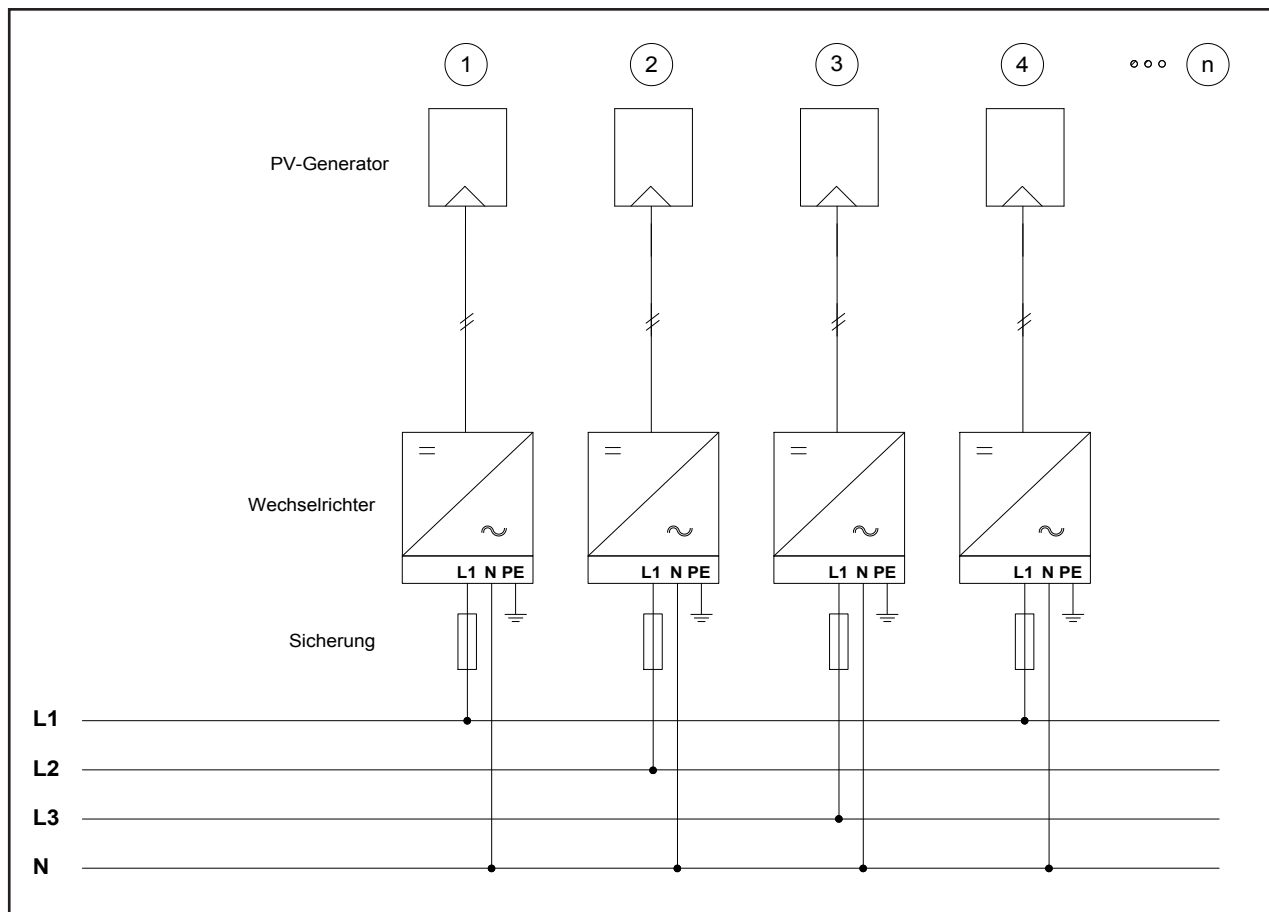 1 2 3 4 n
PV-Generator
Wechselrichter
L1 N PE L1 N PE L1 N PE L1 N PE
Sicherung
L1
L2
L3
N